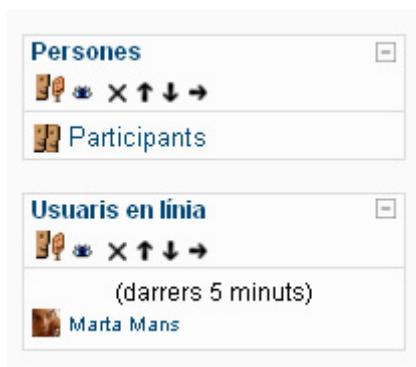 Persones
Participants
Usuaris en línia
(darrers 5 minuts)
Marta Mans